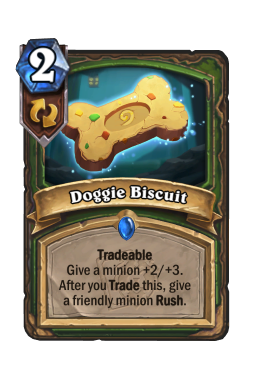 2
Doggie Biscuit
Tradeable
Give a minion +2/+3.
After you Trade this, give
a friendly minion Rush.